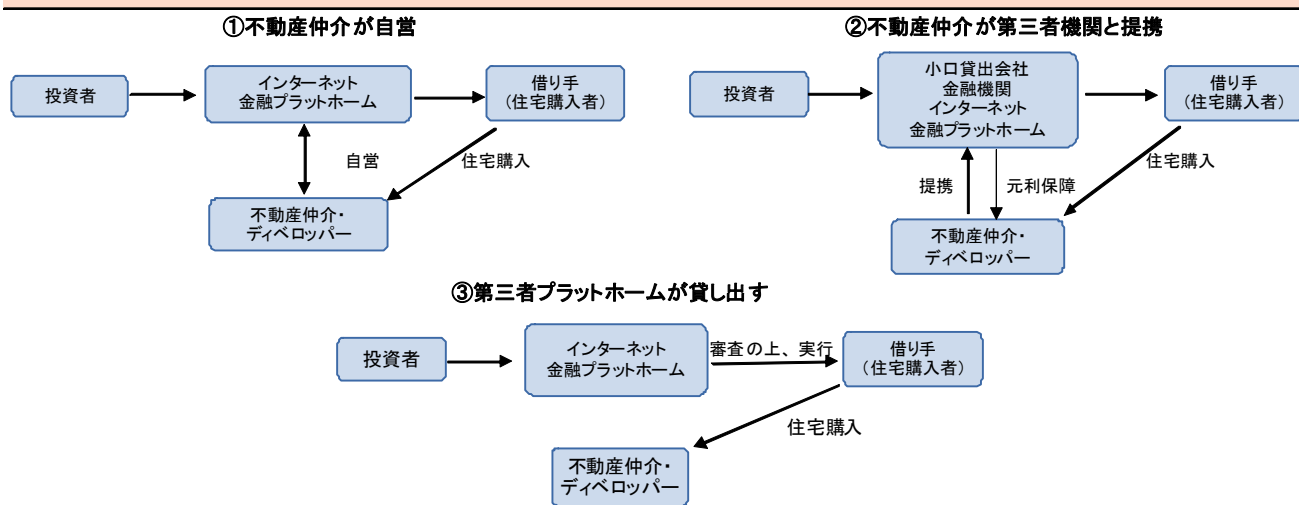 ①不動産仲介が自営
投資者
インターネット
金融プラットホーム
借り手
(住宅購入者)
自営
住宅購入
不動産仲介・
ディベロッパー
②不動産仲介が第三者機関と提携
投資者
小口貸出会社
金融機関
インターネット
金融プラットホーム
借り手
(住宅購入者)
提携
元利保障
住宅購入
不動産仲介・
ディベロッパー
③第三者プラットホームが貸し出す
投資者
インターネット
金融プラットホーム
審査の上、実行
借り手
(住宅購入者)
住宅購入
不動産仲介・
ディベロッパー